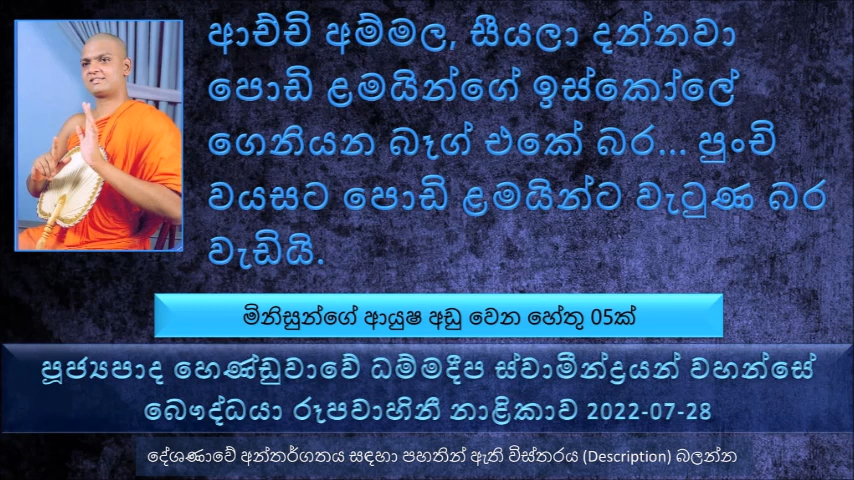 ආච්චි අම්මල, සීයලා දන්නවා
පොඩි ළමයින්ගේ ඉස්කෝලේ
ගෙනියන බෑග් එකේ බර... පුංචි
වයසට පොඩි ළමයින්ට වැටුණ බර
වැඩියි.
මිනිසුන්ගේ ආයුෂ අඩු වෙන හේතු 05ක්
පූජ්‍යපාද හෙණ්ඩුවාවේ ධම්මදීප ස්වාමීන්ද්‍රයන් වහන්සේ
බෞද්ධයා රූපවාහිනී නාළිකාව 2022-07-28
දේශණාවේ අන්තර්ගතය සඳහා පහතින් ඇති විස්තරය (Description) බලන්න